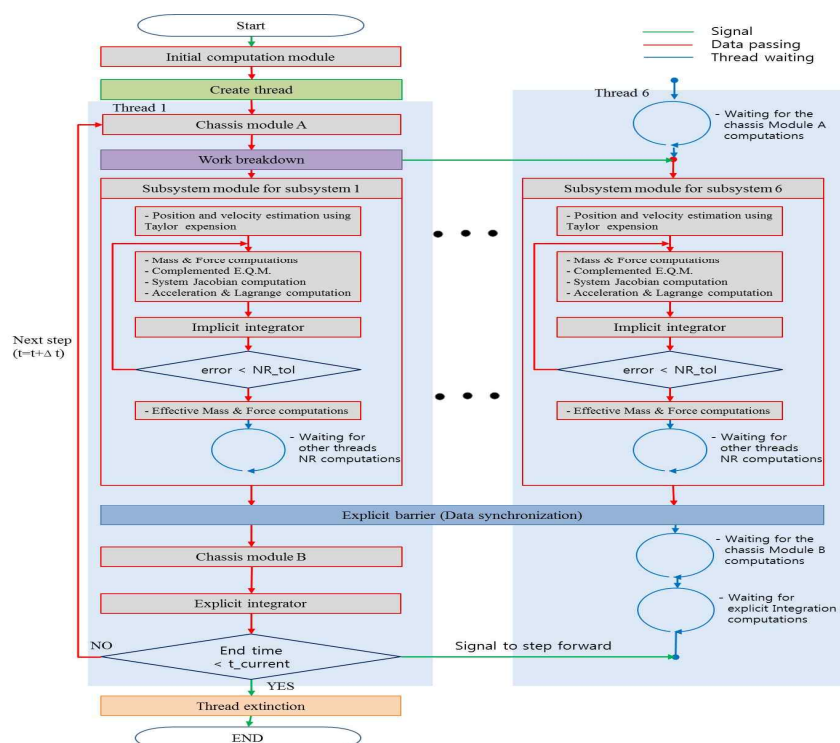 Start
Signal
Data passing
Thread waiting
Initial computation module
Create thread
Thread 1
Thread 6
Chassis module A
- Waiting for the
chassis Module A
computations
Work breakdown
Subsystem module for subsystem 1
- Position and velocity estimation using
Taylor expension
- Mass & Force computations
- Complemented E.Q.M.
- System Jacobian computation
- Acceleration & Lagrange computation
Implicit integrator
error < NR_tol
- Effective Mass & Force computations
- Waiting for
other threads
NR computations
Subsystem module for subsystem 6
- Position and velocity estimation using
Taylor expension
- Mass & Force computations
- Complemented E.Q.M.
- System Jacobian computation
- Acceleration & Lagrange computation
Implicit integrator
error < NR_tol
- Effective Mass & Force computations
- Waiting for
other threads
NR computations
Next step
(t=t+Δ t)
Explicit barrier (Data synchronization)
Chassis module B
- Waiting for the
chassis Module B
computations
Explicit integrator
- Waiting for
explicit Integration
computations
NO
End time
< t_current
Signal to step forward
YES
Thread extinction
END